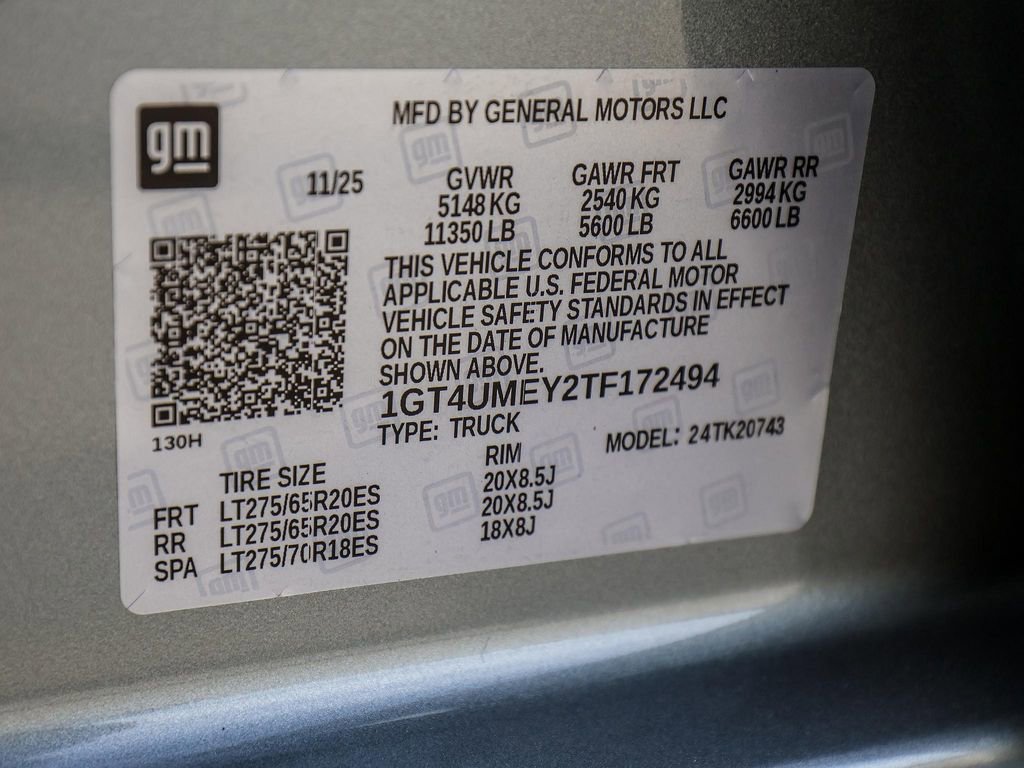 gm
MFD BY GENERAL MOTORS LLC
11/25 GVWR GAWR FRT GAWR RR
5148 KG 2540 KG 2994 KG
11350 LB 5600 LB 6600 LB
THIS VEHICLE CONFORMS TO ALL
APPLICABLE U.S. FEDERAL MOTOR
VEHICLE SAFETY STANDARDS IN EFFECT
ON THE DATE OF MANUFACTURE
SHOWN ABOVE.
1GT4UMEY2TF172494
TYPE: TRUCK MODEL: 24TK20743
130H
TIRE SIZE RIM
FRT LT275/65R20ES 20X8.5J
RR LT275/65R20ES 20X8.5J
SPA LT275/70R18ES 18X8J